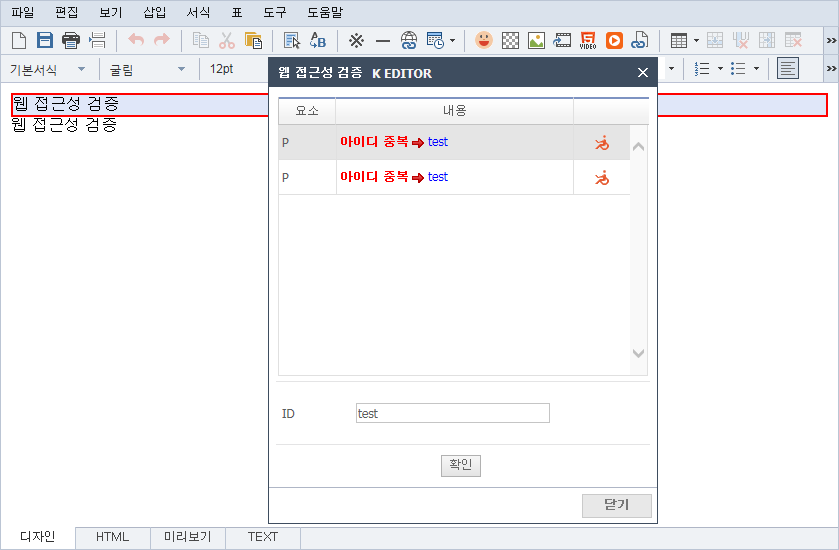 파일 편집 보기 삽입 서식 표 도구 도움말
VIDEO
기본서식 굴림 12pt
웹 접근성 검증
웹 접근성 검증
웹 접근성 검증 K EDITOR
요소 내용
P 아이디 중복 test
P 아이디 중복 test
ID test
확인
닫기
디자인 HTML 미리보기 TEXT